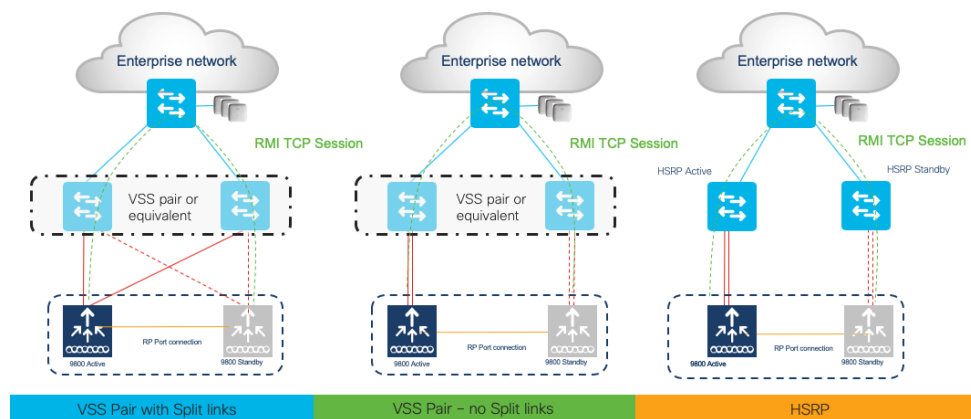 Enterprise network
RMI TCP Session
VSS pair or
equivalent
RP Port connection
9800 Active
9800 Standby
VSS Pair with Split links
Enterprise network
RMI TCP Session
VSS pair or
equivalent
RP Port connection
9800 Active
9800 Standby
VSS Pair – no Split links
Enterprise network
RMI TCP Session
HSRP Active
HSRP Standby
RP Port connection
9800 Active
9800 Standby
HSRP